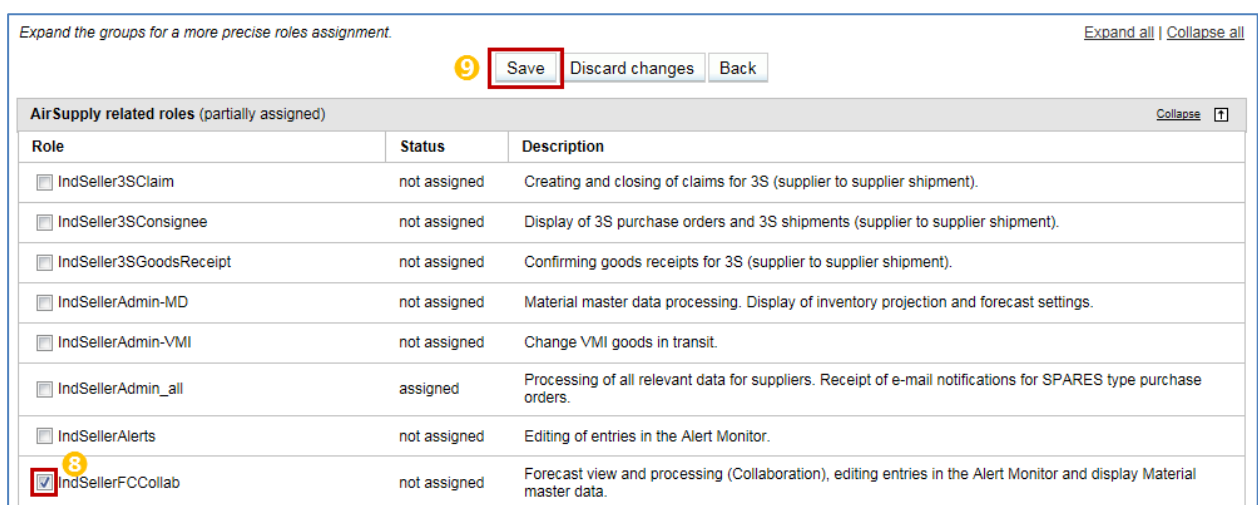 Expand the groups for a more precise roles assignment.
Expand all | Collapse all
9 Save Discard changes Back
AirSupply related roles (partially assigned) Collapse
Role Status Description
IndSeller3SClaim not assigned Creating and closing of claims for 3S (supplier to supplier shipment).
IndSeller3SConsignee not assigned Display of 3S purchase orders and 3S shipments (supplier to supplier shipment).
IndSeller3SGoodsReceipt not assigned Confirming goods receipts for 3S (supplier to supplier shipment).
IndSellerAdmin-MD not assigned Material master data processing. Display of inventory projection and forecast settings.
IndSellerAdmin-VMI not assigned Change VMI goods in transit.
IndSellerAdmin_all assigned Processing of all relevant data for suppliers. Receipt of e-mail notifications for SPARES type purchase
orders.
IndSellerAlerts not assigned Editing of entries in the Alert Monitor.
8
IndSellerFCCollab not assigned Forecast view and processing (Collaboration), editing entries in the Alert Monitor and display Material
master data.